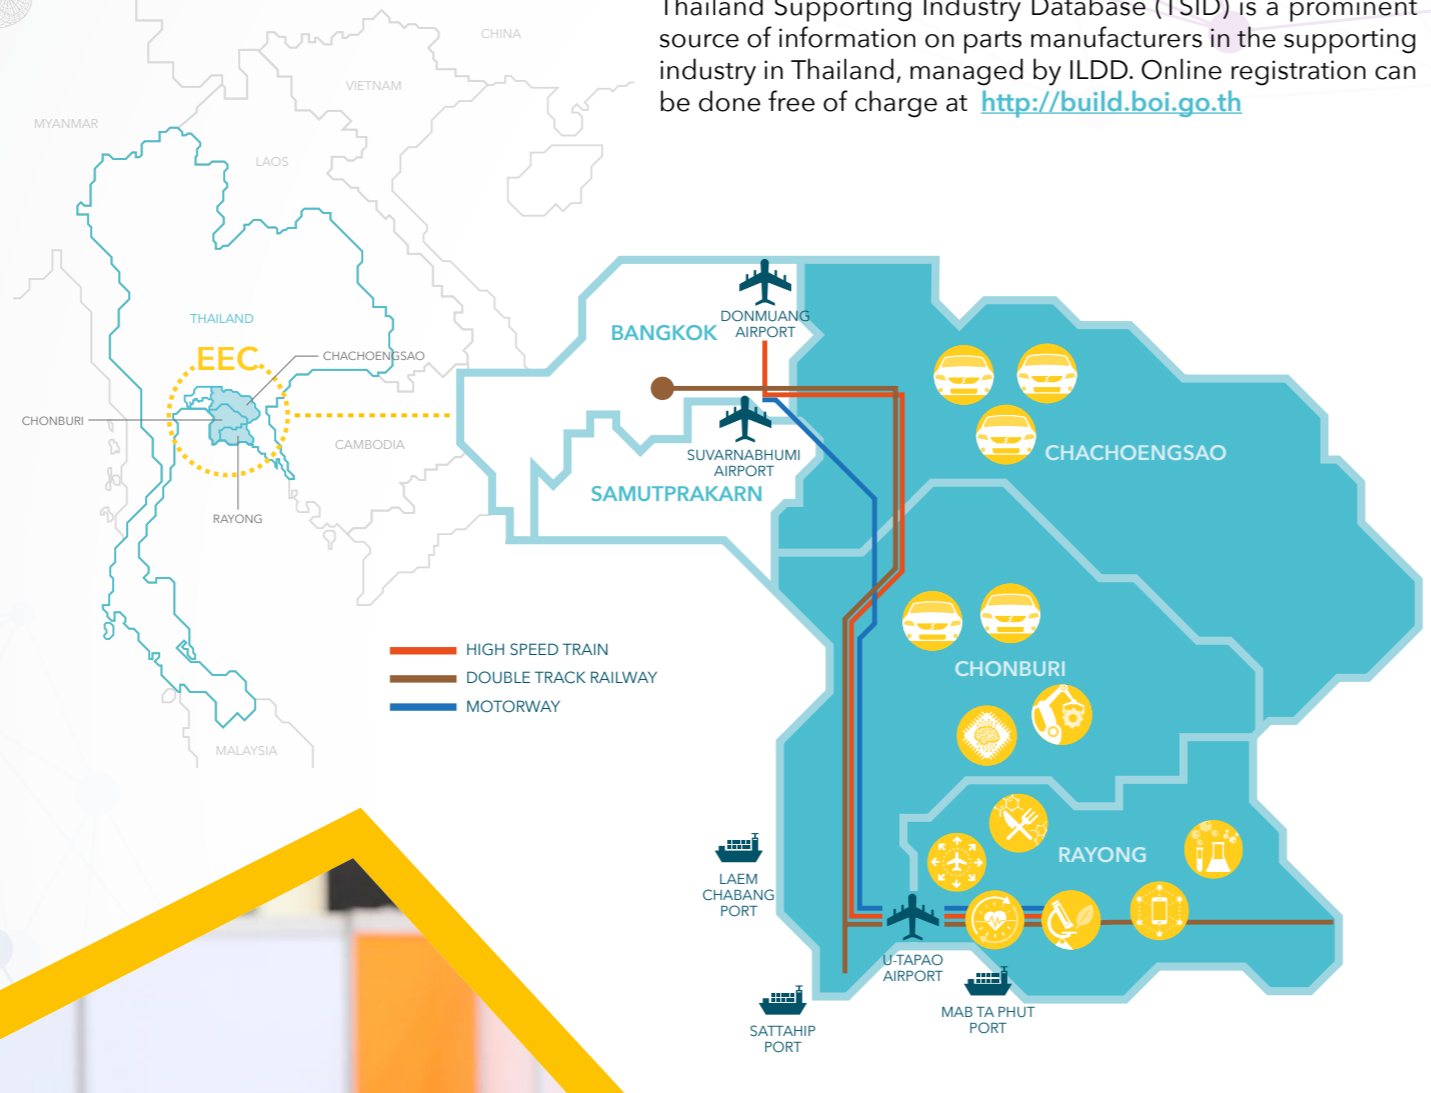 Thailand Supporting Industry Database (TSID) is a prominent
source of information on parts manufacturers in the supporting
industry in Thailand, managed by ILDD. Online registration can
be done free of charge at http://build.boi.go.th
CHINA
VIETNAM
MYANMAR
LAOS
THAILAND
EEC
CHACHOENGSAO
CHONBURI
CAMBODIA
RAYONG
MALAYSIA
BANGKOK
DONMUANG
AIRPORT
SUVARNABHUMI
AIRPORT
SAMUTPRAKARN
CHACHOENGSAO
HIGH SPEED TRAIN
DOUBLE TRACK RAILWAY
MOTORWAY
CHONBURI
RAYONG
LAEM
CHABANG
PORT
U-TAPAO
AIRPORT
MAB TA PHUT
PORT
SATTAHIP
PORT